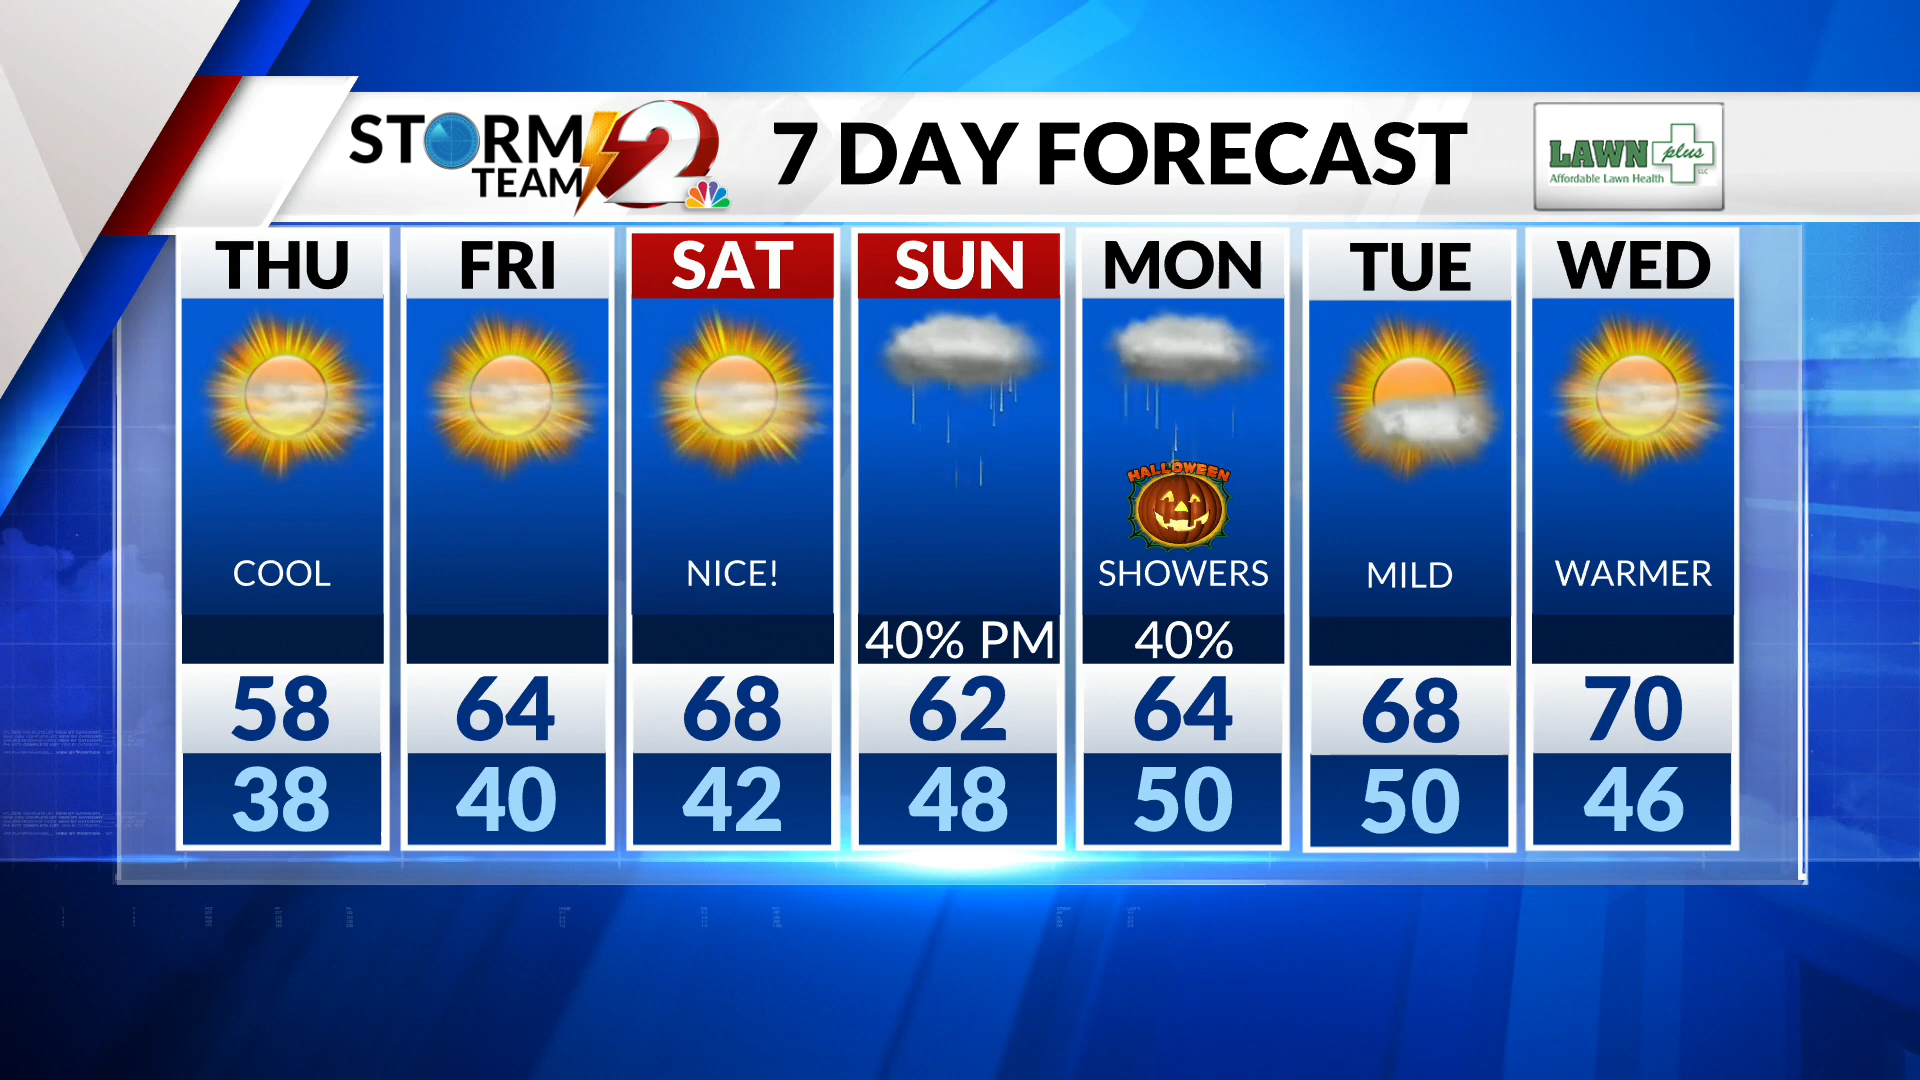 STORM
TEAM
2
7 DAY FORECAST
LAWN plus
LLC
Affordable Lawn Health
THU FRI SAT SUN MON TUE WED
HALLOWEEN
COOL NICE! SHOWERS MILD WARMER
40% PM 40%
58 64 68 62 64 68 70
38 40 42 48 50 50 46